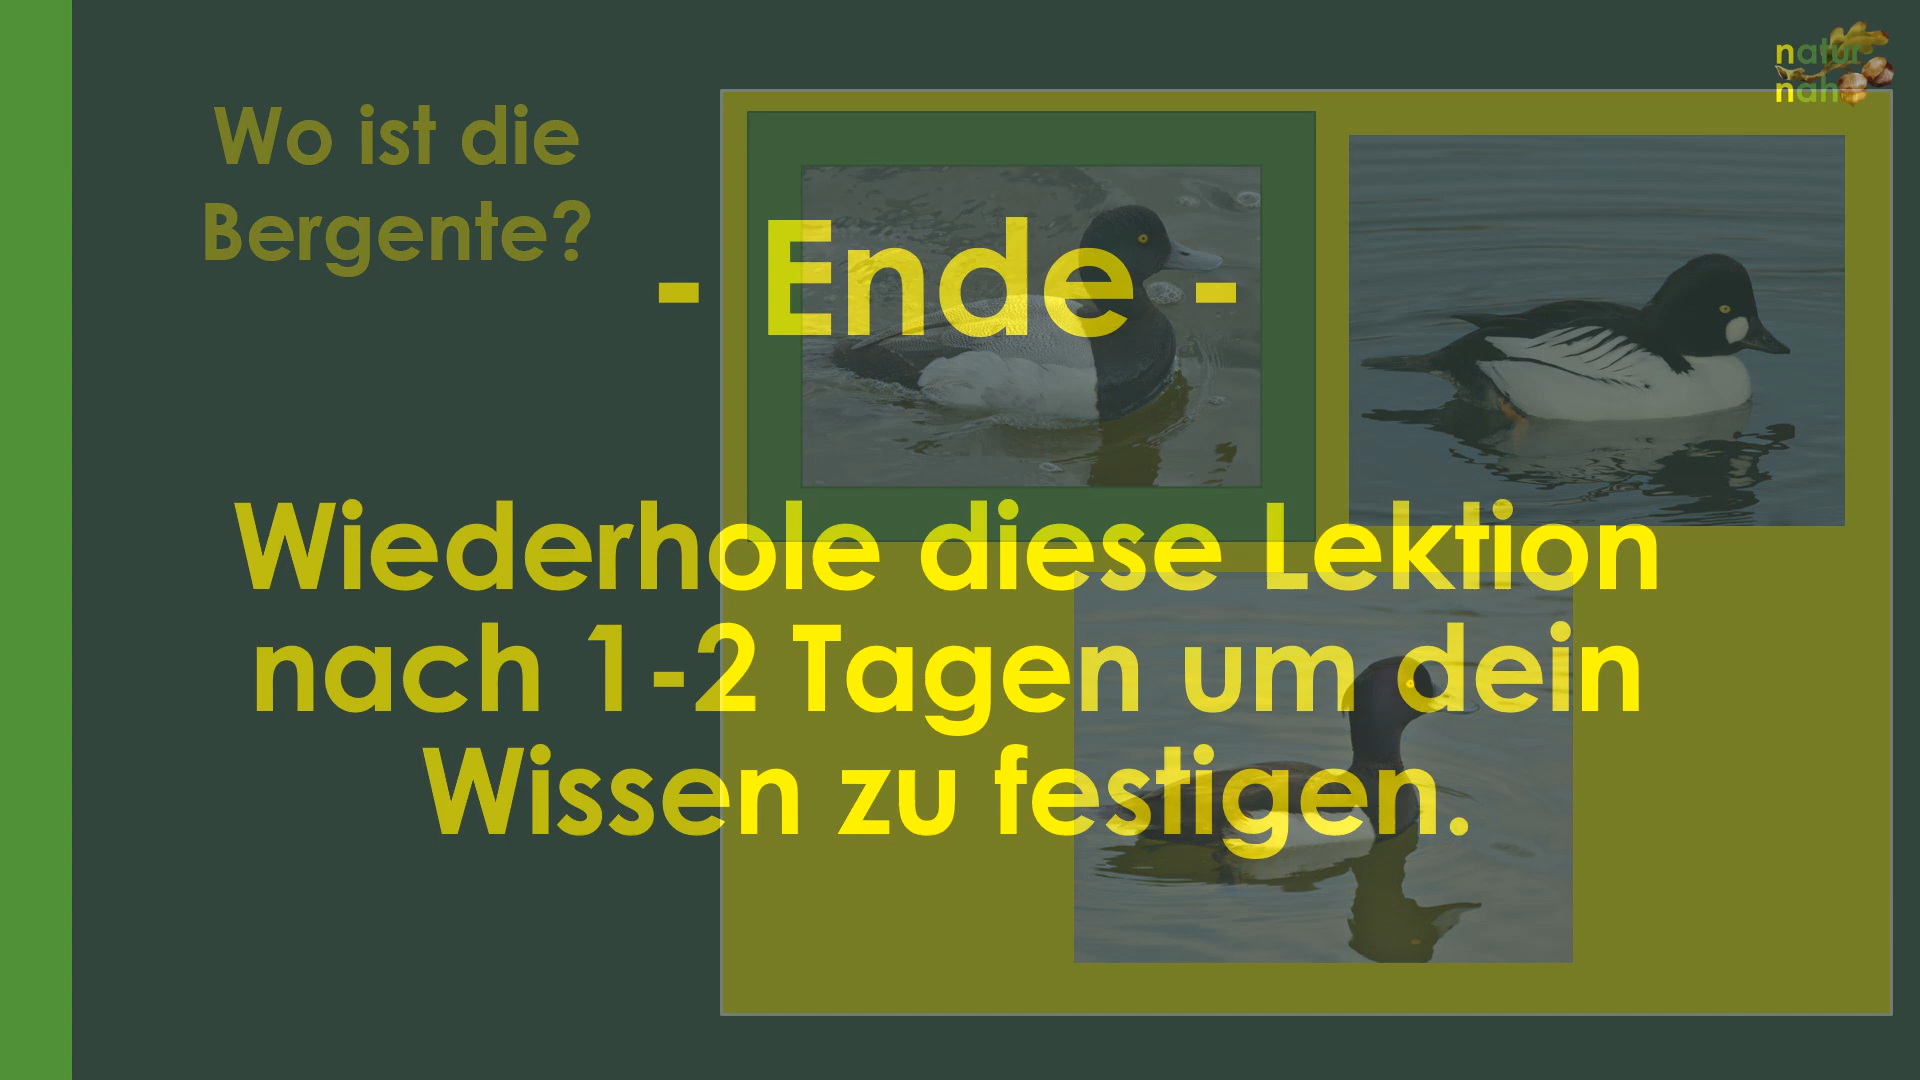 natur
nah
Wo ist die
Bergente?
- Ende -
Wiederhole diese Lektion
nach 1-2 Tagen um dein
Wissen zu festigen.